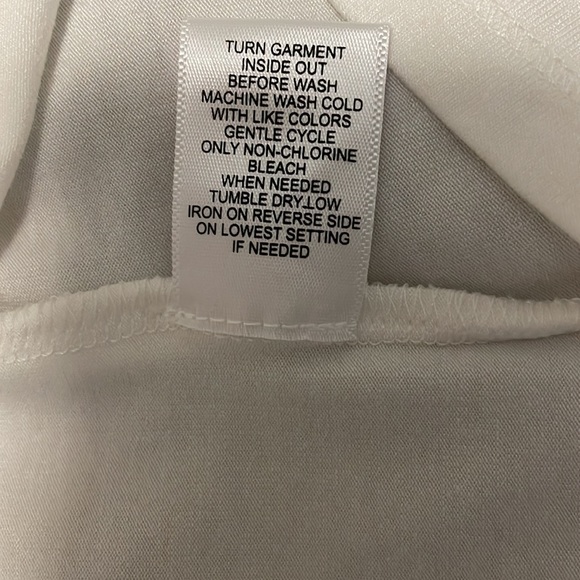 TURN GARMENT
INSIDE OUT
BEFORE WASH
MACHINE WASH COLD
WITH LIKE COLORS
GENTLE CYCLE
ONLY NON-CHLORINE
BLEACH
WHEN NEEDED
TUMBLE DRY⊥OW
IRON ON REVERSE SIDE
ON LOWEST SETTING
IF NEEDED